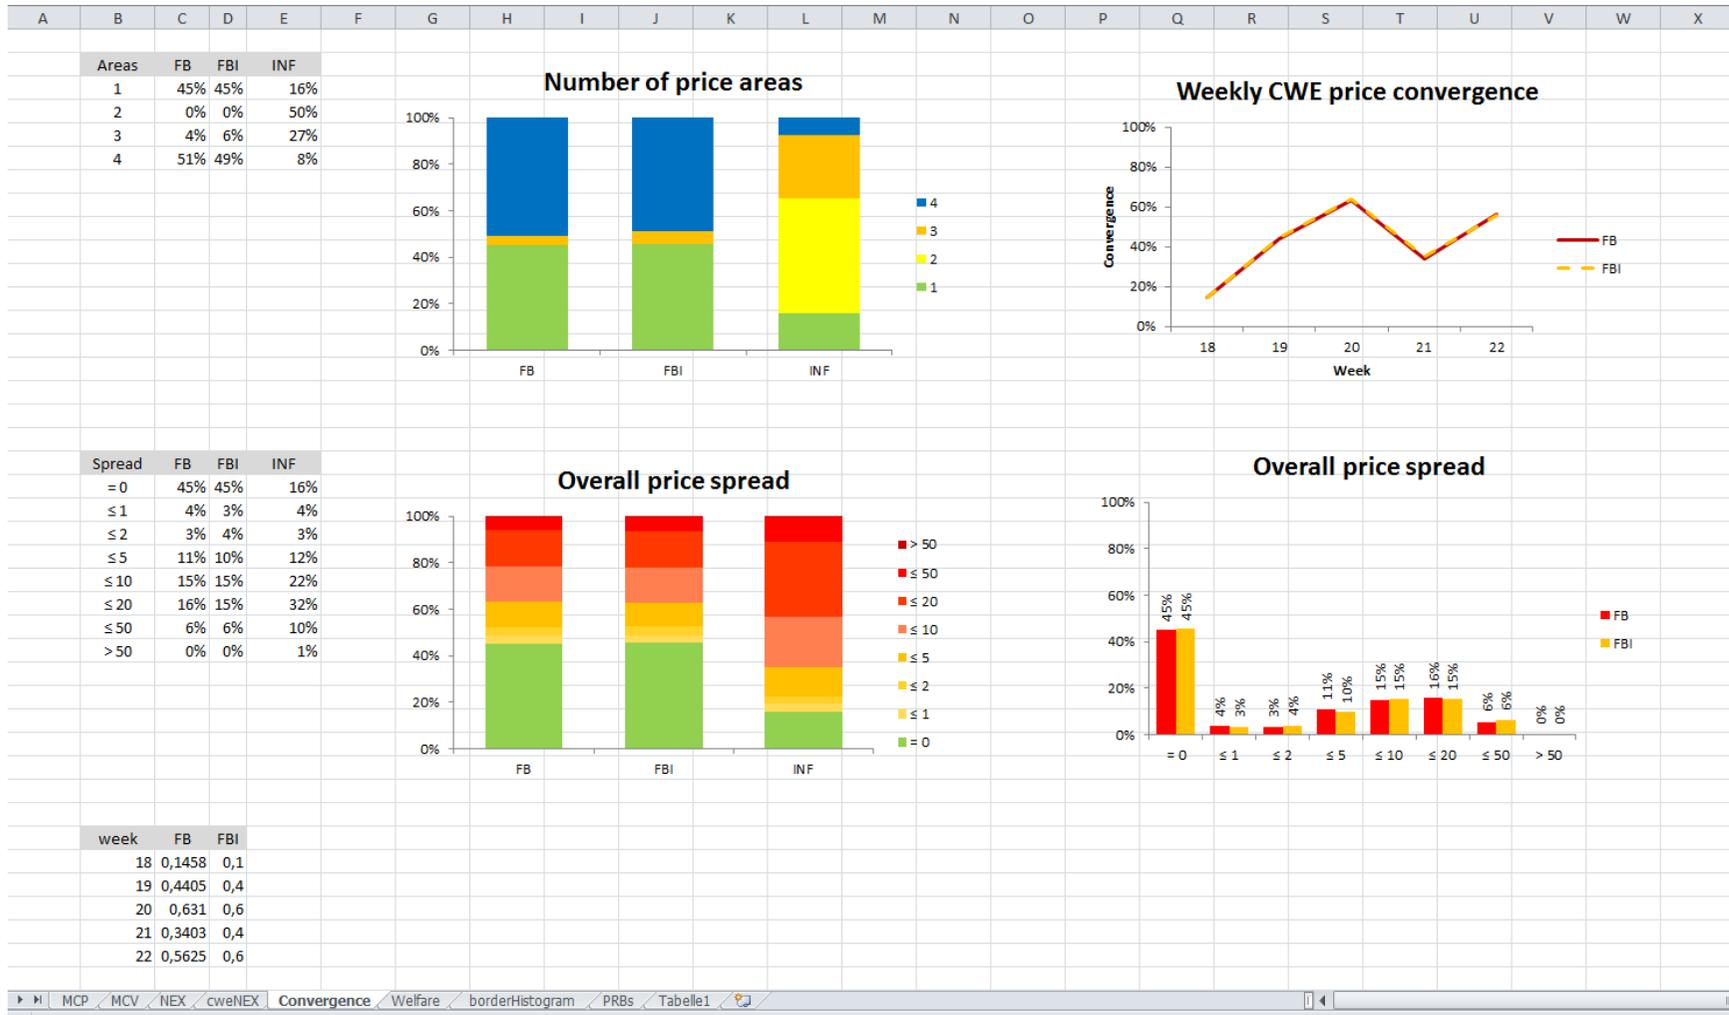 A B C D E F G H I J K L M N O P Q R S T U V W X
Areas FB FBI INF
1 45% 45% 16%
2 0% 0% 50%
3 4% 6% 27%
4 51% 49% 8%
Number of price areas
100%
80%
60%
40%
20%
0%
FB FBI INF
4
3
2
1
Weekly CWE price convergence
Convergence
100%
80%
60%
40%
20%
0%
18 19 20 21 22
Week
FB
FBI
Spread FB FBI INF
= 0 45% 45% 16%
≤ 1 4% 3% 4%
≤ 2 3% 4% 3%
≤ 5 11% 10% 12%
≤ 10 15% 15% 22%
≤ 20 16% 15% 32%
≤ 50 6% 6% 10%
> 50 0% 0% 1%
Overall price spread
100%
80%
60%
40%
20%
0%
FB FBI INF
> 50
≤ 50
≤ 20
≤ 10
≤ 5
≤ 2
≤ 1
= 0
Overall price spread
100%
80%
60%
40%
20%
0%
45% 45% 4% 3% 3% 4% 11% 10% 15% 15% 16% 15% 6% 6% 0% 0%
= 0 ≤ 1 ≤ 2 ≤ 5 ≤ 10 ≤ 20 ≤ 50 > 50
FB
FBI
week FB FBI
18 0,1458 0,1
19 0,4405 0,4
20 0,631 0,6
21 0,3403 0,4
22 0,5625 0,6
MCP MCV NEX cweNEX Convergence Welfare borderHistogram PRBs Tabelle1